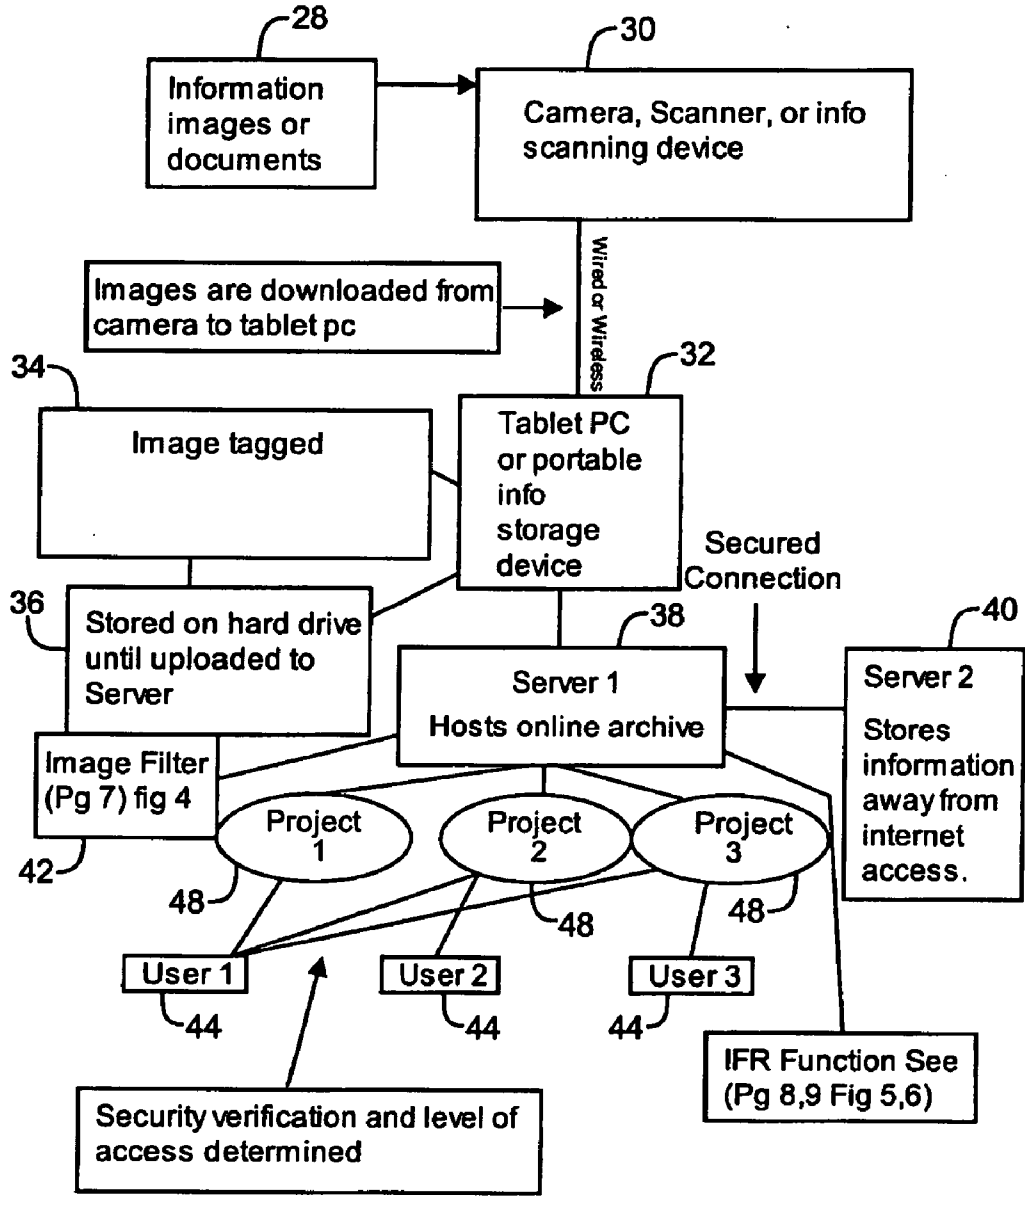 28
30
Information
images or
documents
Camera, Scanner, or info
scanning device
Wired or Wireless
Images are downloaded from
camera to tablet pc
34
32
Image tagged
Tablet PC
or portable
info
storage
device
Secured
Connection
36
Stored on hard drive
until uploaded to
Server
38
40
Server 1
Hosts online archive
Server 2
Stores
information
away from
internet
access.
Image Filter
(Pg 7) fig 4
42
Project
1
Project
2
Project
3
48
48
48
User 1
User 2
User 3
44
44
44
IFR Function See
(Pg 8,9 Fig 5,6)
Security verification and level of
access determined